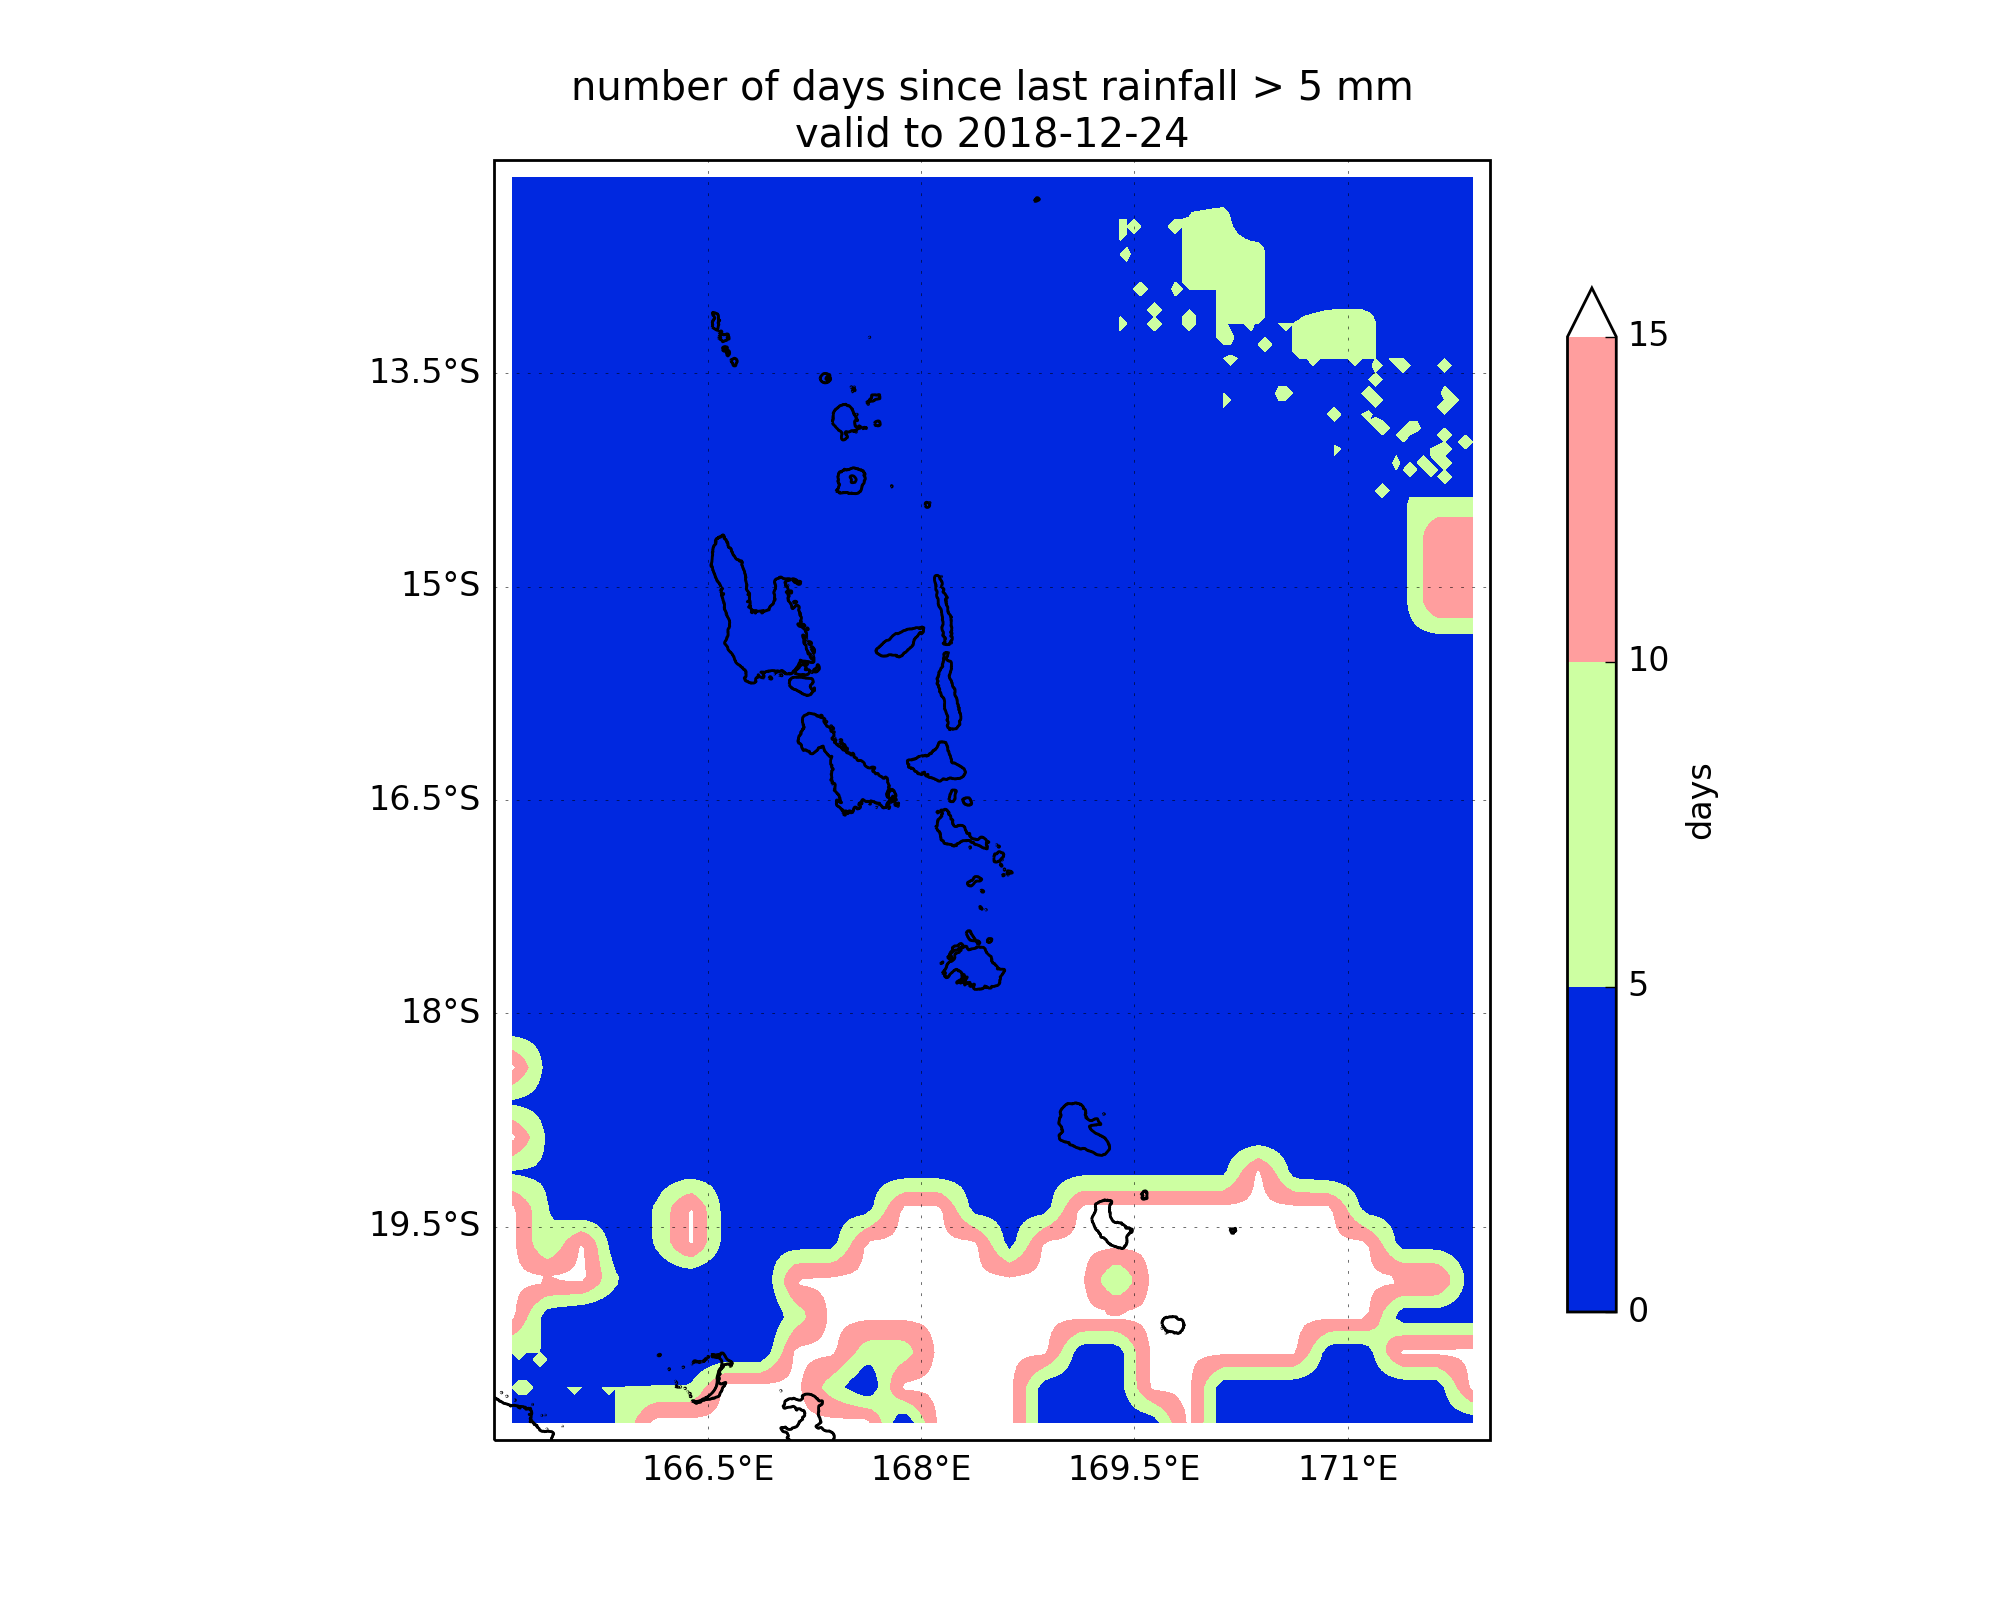 number of days since last rainfall > 5 mm
valid to 2018-12-24
13.5°S
15°S
16.5°S
18°S
19.5°S
166.5°E
168°E
169.5°E
171°E
15
10
5
0
days